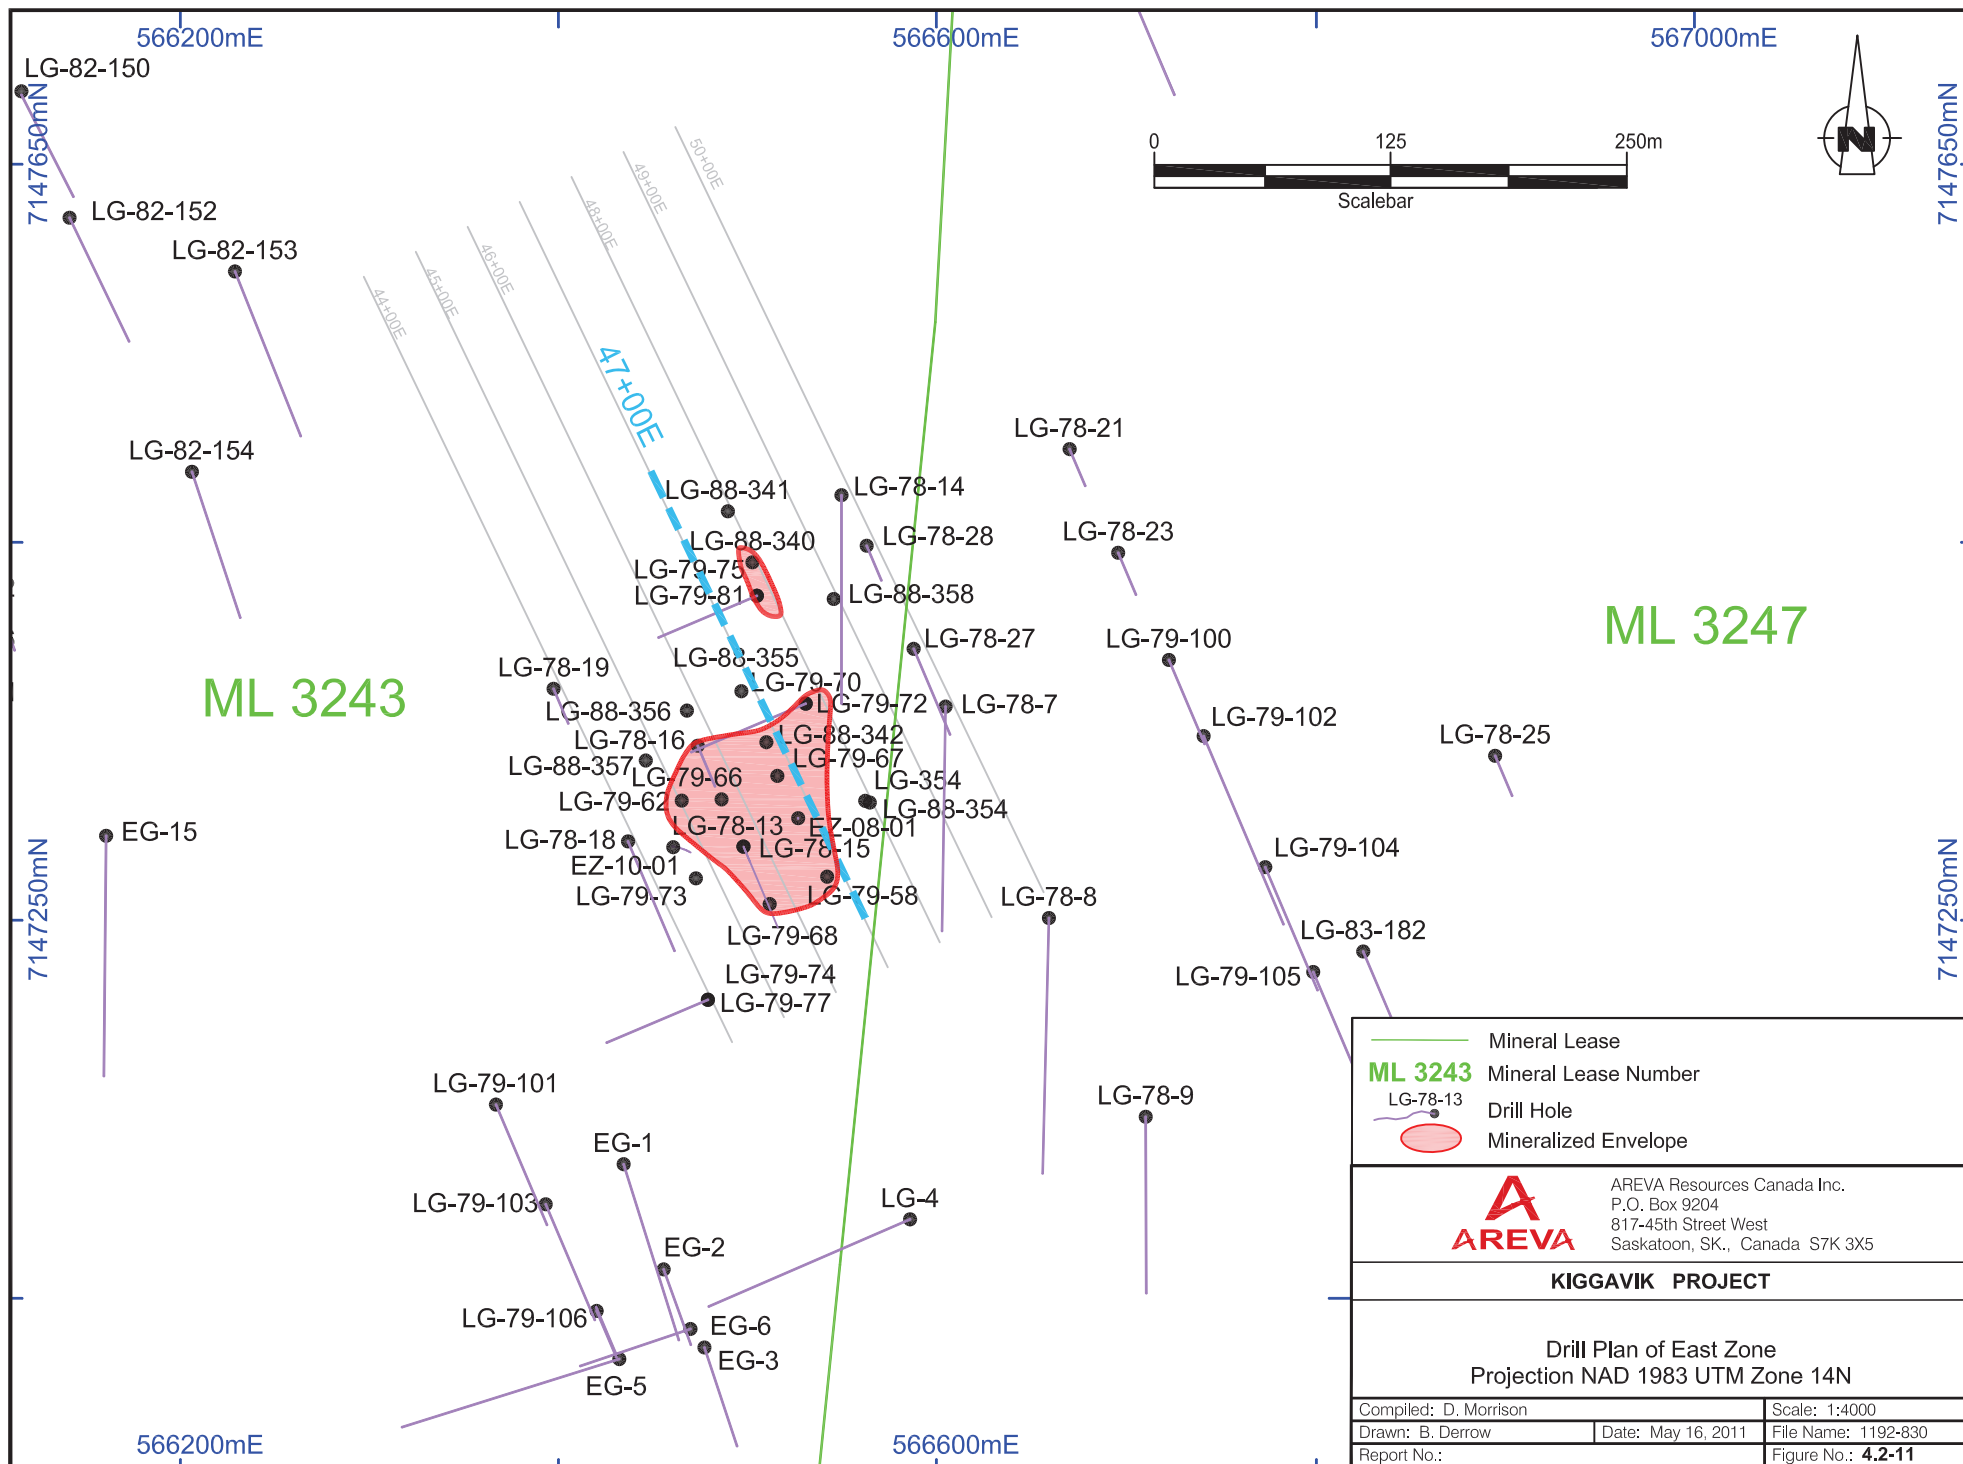 566200mE
566600mE
567000mE
LG-82-150
7147650mN
7147650mN
0
125
250m
Scalebar
N
50+00E
49+00E
48+00E
46+00E
45+00E
44+00E
47+00E
LG-82-152
LG-82-153
LG-82-154
LG-78-21
LG-88-341
LG-78-14
LG-88-340
LG-78-28
LG-78-23
LG-79-75
LG-79-81
LG-88-358
ML 3247
LG-78-27
LG-79-100
LG-88-355
LG-78-19
LG-79-70
ML 3243
LG-88-356
LG-79-72
LG-78-7
LG-79-102
LG-78-16
LG-88-342
LG-78-25
LG-88-357
LG-79-67
LG-79-66
LG-354
LG-79-62
LG-88-354
EG-15
LG-78-18
LG-78-13
EZ-08-01
LG-78-15
LG-79-104
EZ-10-01
LG-79-73
LG-79-58
LG-78-8
7147250mN
7147250mN
LG-79-68
LG-83-182
LG-79-74
LG-79-105
LG-79-77
LG-79-101
LG-78-9
EG-1
LG-79-103
LG-4
EG-2
LG-79-106
EG-6
EG-3
EG-5
566200mE
566600mE
Mineral Lease
ML 3243 Mineral Lease Number
LG-78-13
Drill Hole
Mineralized Envelope
AREVA
AREVA Resources Canada Inc.
P.O. Box 9204
817-45th Street West
Saskatoon, SK., Canada S7K 3X5
KIGGAVIK PROJECT
Drill Plan of East Zone
Projection NAD 1983 UTM Zone 14N
Compiled: D. Morrison
Scale: 1:4000
Drawn: B. Derrow
Date: May 16, 2011
File Name: 1192-830
Report No.:
Figure No.: 4.2-11